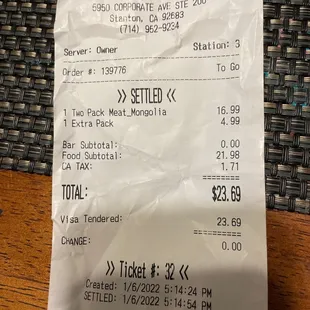 5950 CORPORATE AVE STE 200
Stanton, CA 92683
(714) 952-9234
Server: Owner Station: 3
Order #: 139776 To Go
>> SETTLED <<
1 Two Pack Meat_Mongolia 16.99
1 Extra Pack 4.99
Bar Subtotal: 0.00
Food Subtotal: 21.98
CA TAX: 1.71
========
TOTAL: $23.69
Visa Tendered: 23.69
========
CHANGE: 0.00
>> Ticket #: 32 <<
Created: 1/6/2022 5:14:24 PM
SETTLED: 1/6/2022 5:14:54 PM